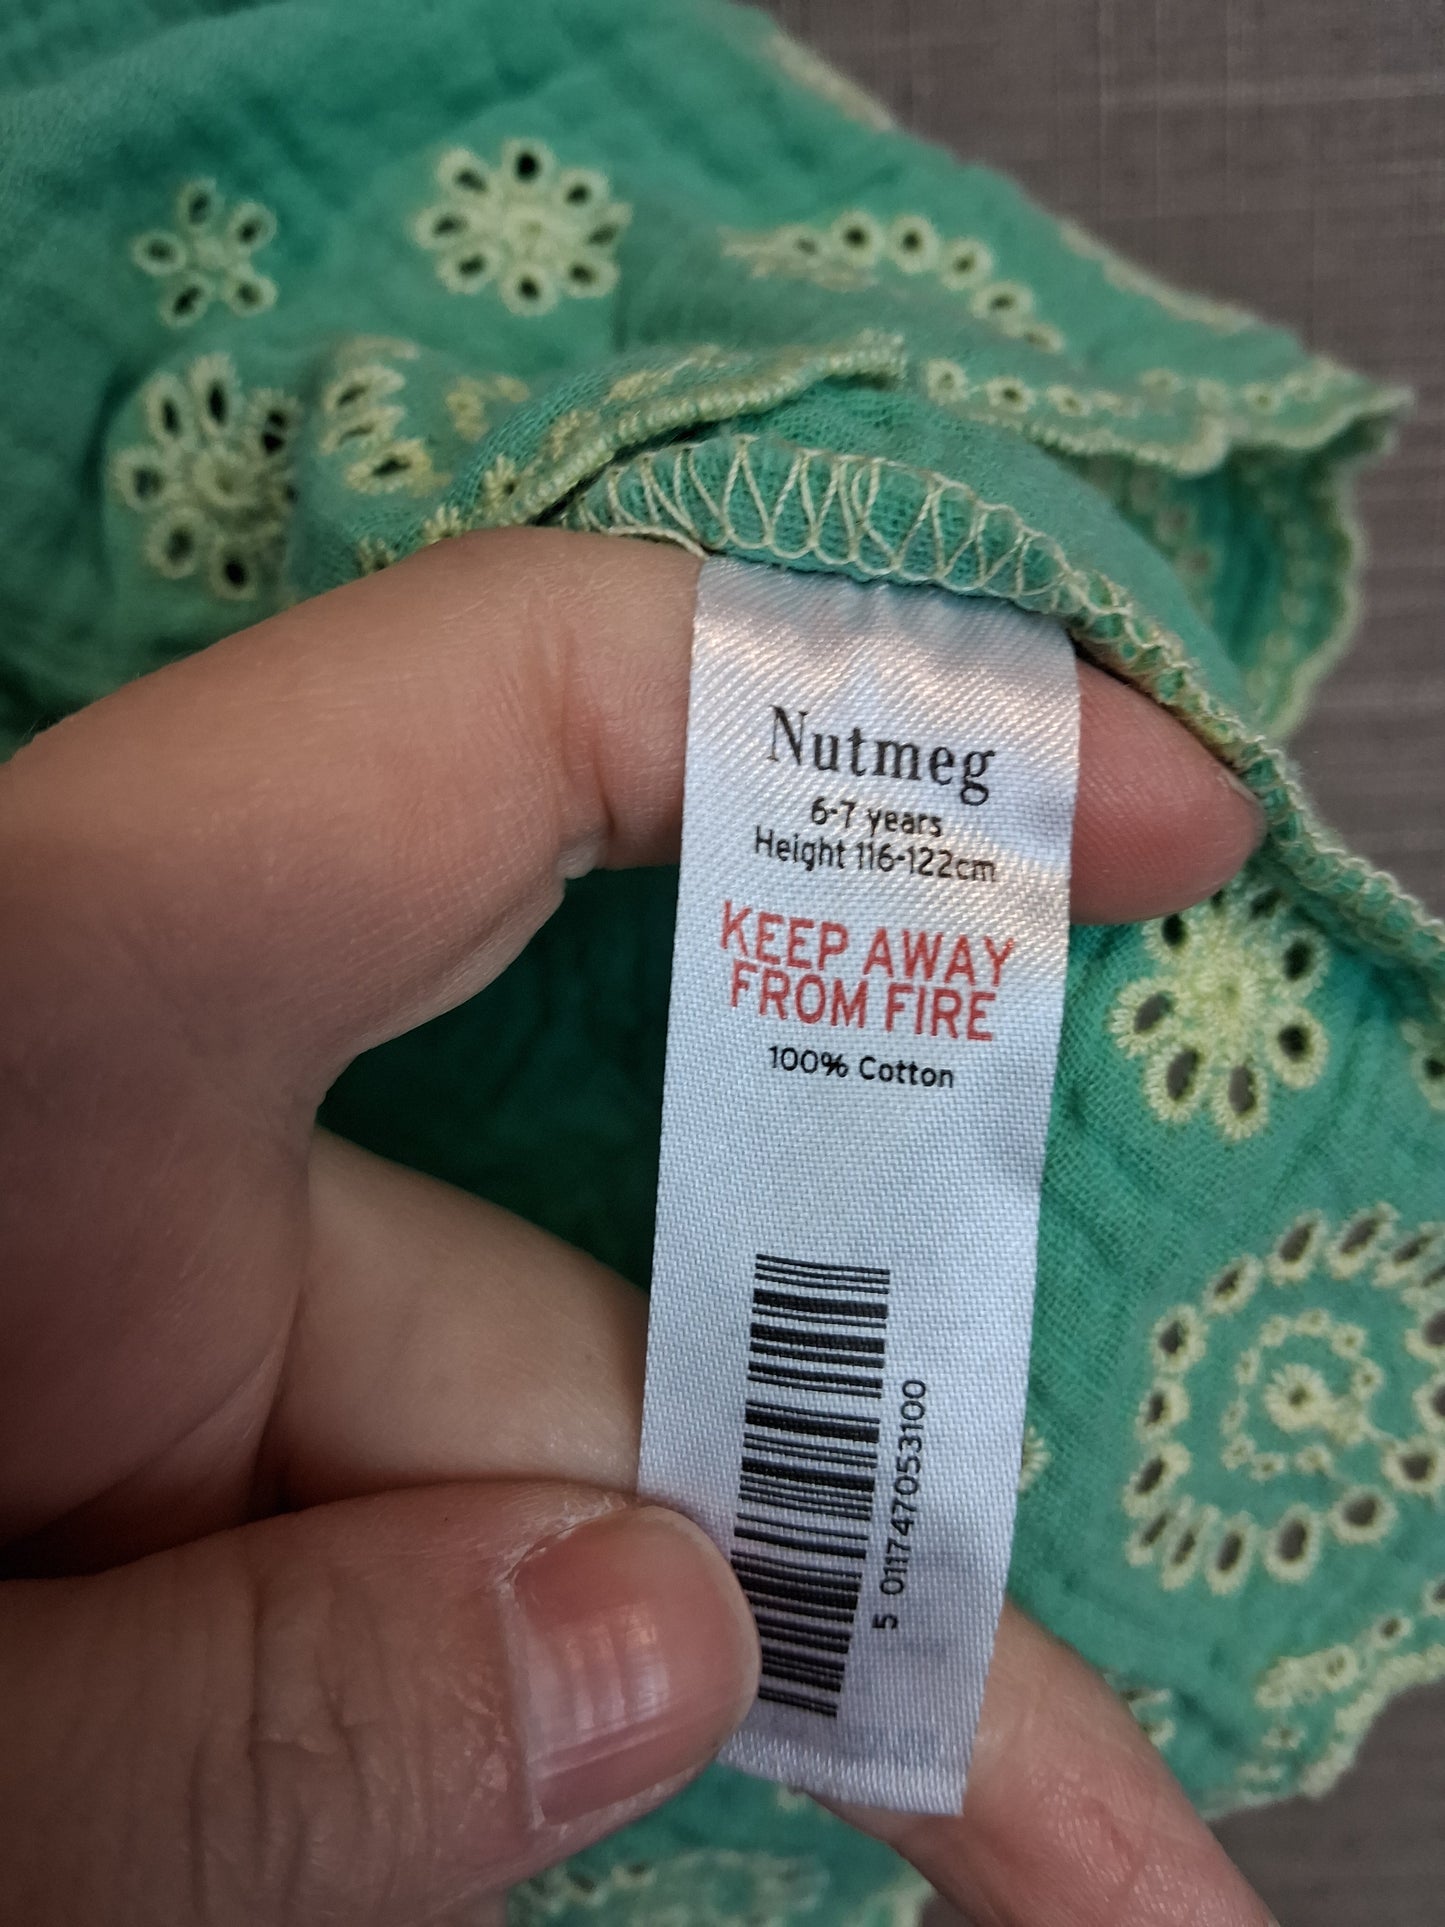 Nutmeg
6-7 years
Height 116-122cm
KEEP AWAY
FROM FIRE
100% Cotton
5 011747053100